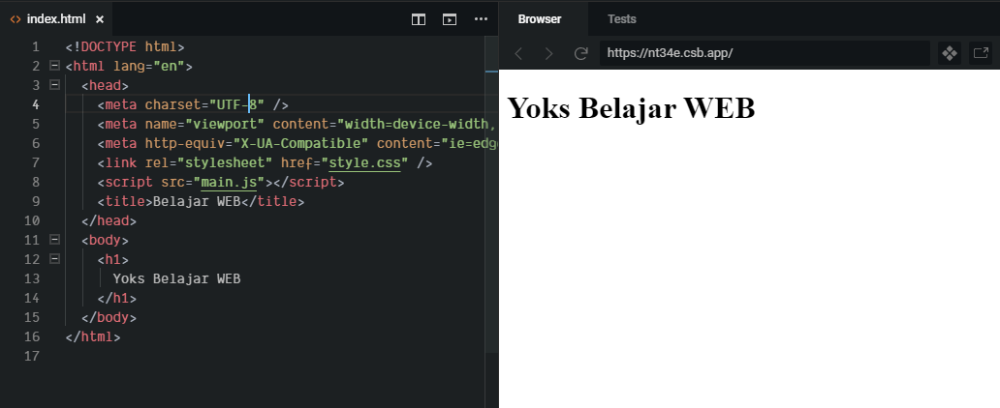 index.html
1 <!DOCTYPE html>
2 <html lang="en">
3 <head>
4 <meta charset="UTF-8" />
5 <meta name="viewport" content="width=device-width,
6 <meta http-equiv="X-UA-Compatible" content="ie=edge
7 <link rel="stylesheet" href="style.css" />
8 <script src="main.js"></script>
9 <title>Belajar WEB</title>
10 </head>
11 <body>
12 <h1>
13 Yoks Belajar WEB
14 </h1>
15 </body>
16 </html>
17
Browser Tests
https://nt34e.csb.app/
Yoks Belajar WEB